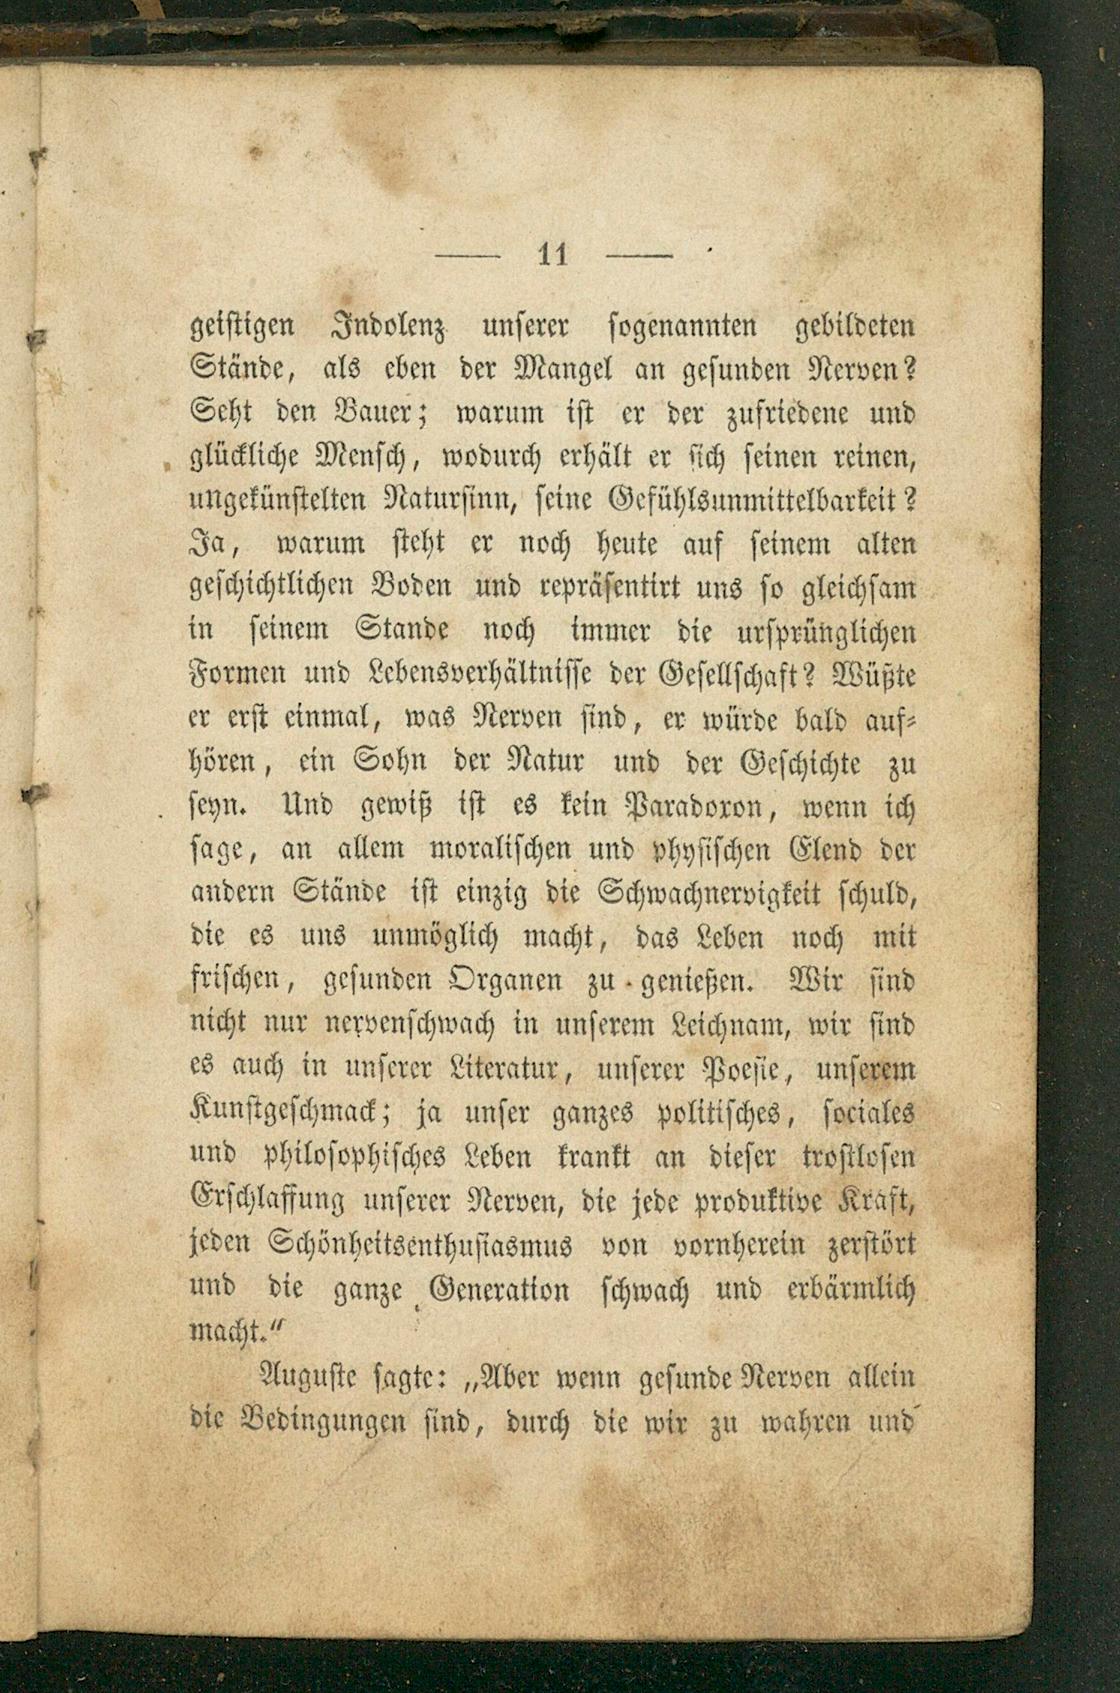 — 11 —
geistigen Indolenz unserer sogenannten gebildeten
Stände, als eben der Mangel an gesunden Nerven?
Seht den Bauer; warum ist er der zufriedene und
glückliche Mensch, wodurch erhält er sich seinen reinen,
ungekünstelten Natursinn, seine Gefühlsunmittelbarkeit?
Ja, warum steht er noch heute auf seinem alten
geschichtlichen Boden und repräsentirt uns so gleichsam
in seinem Stande noch immer die ursprünglichen
Formen und Lebensverhältnisse der Gesellschaft? Wüßte
er erst einmal, was Nerven sind, er würde bald auf-
hören, ein Sohn der Natur und der Geschichte zu
seyn. Und gewiß ist es kein Paradoxon, wenn ich
sage, an allem moralischen und physischen Elend der
andern Stände ist einzig die Schwachnervigkeit schuld,
die es uns unmöglich macht, das Leben noch mit
frischen, gesunden Organen zu genießen. Wir sind
nicht nur nervenschwach in unserem Leichnam, wir sind
es auch in unserer Literatur, unserer Poesie, unserem
Kunstgeschmack; ja unser ganzes politisches, sociales
und philosophisches Leben krankt an dieser trostlosen
Erschlaffung unserer Nerven, die jede produktive Kraft,
jeden Schönheitsenthusiasmus von vornherein zerstört
und die ganze Generation schwach und erbärmlich
macht.“
Auguste sagte: „Aber wenn gesunde Nerven allein
die Bedingungen sind, durch die wir zu wahren und